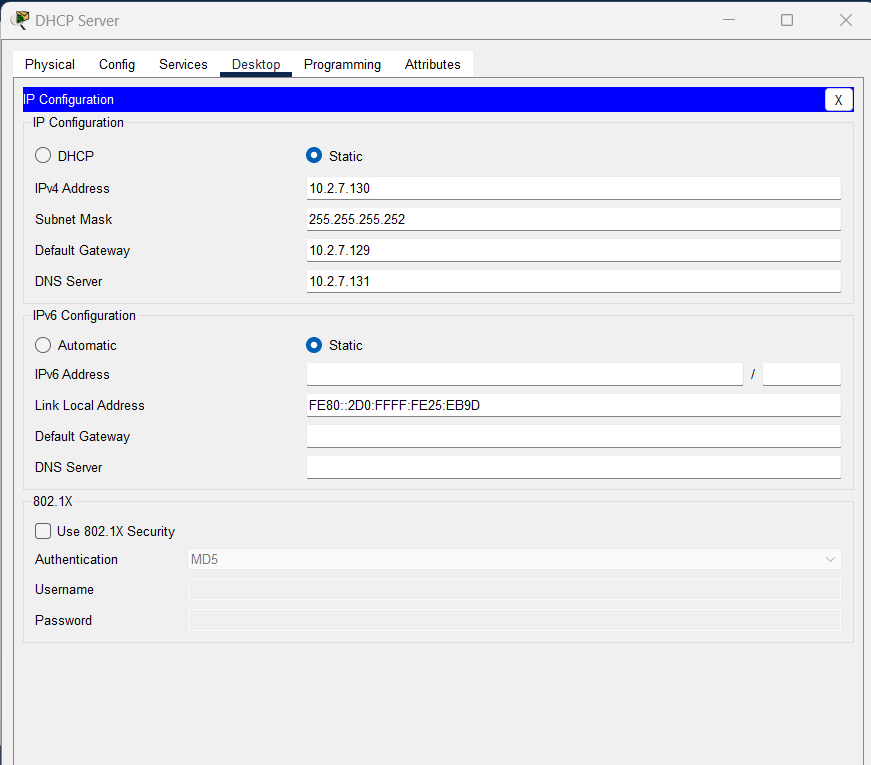 DHCP Server
Physical Config Services Desktop Programming Attributes
IP Configuration X
IP Configuration
DHCP Static
IPv4 Address 10.2.7.130
Subnet Mask 255.255.255.252
Default Gateway 10.2.7.129
DNS Server 10.2.7.131
IPv6 Configuration
Automatic Static
IPv6 Address /
Link Local Address FE80::2D0:FFFF:FE25:EB9D
Default Gateway
DNS Server
802.1X
Use 802.1X Security
Authentication MD5
Username
Password